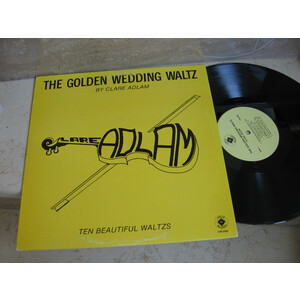 THE GOLDEN WEDDING WALTZ
BY CLARE ADLAM
CLARE
ADLAM
TEN BEAUTIFUL WALTZS